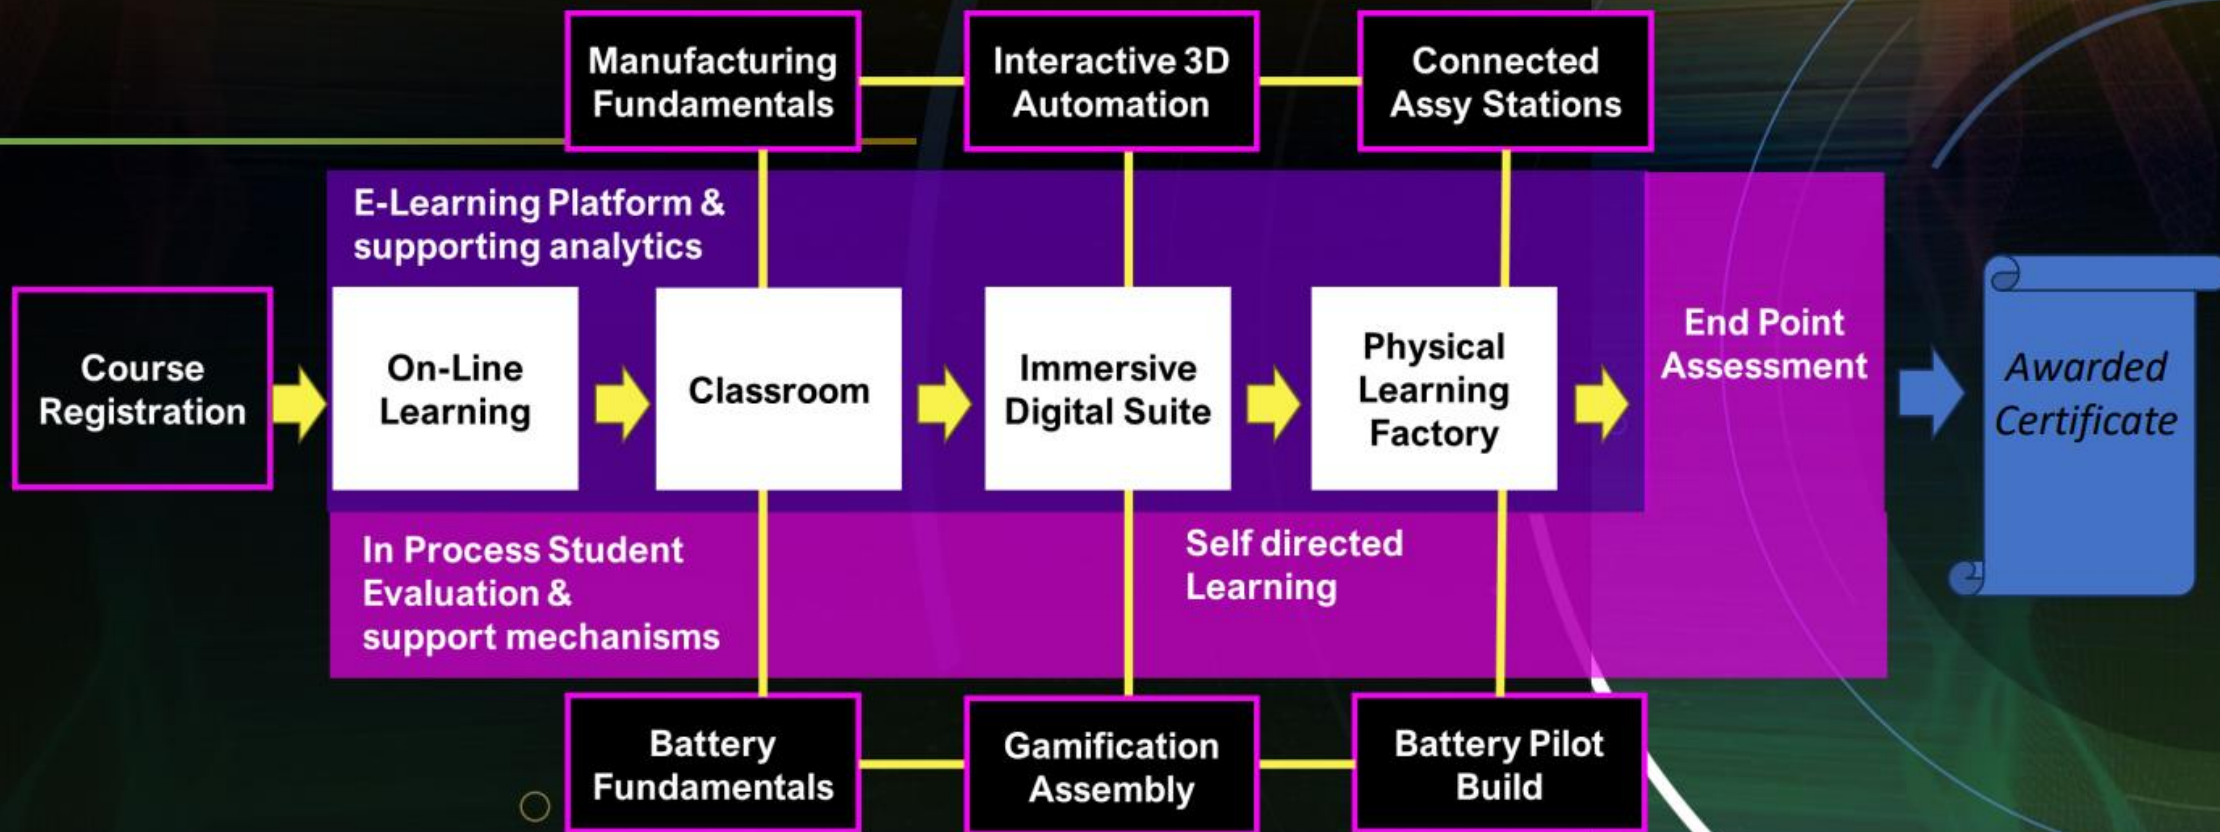 Manufacturing
Fundamentals
Interactive 3D
Automation
Connected
Assy Stations
E-Learning Platform &
supporting analytics
Course
Registration
On-Line
Learning
Classroom
Immersive
Digital Suite
Physical
Learning
Factory
End Point
Assessment
Awarded
Certificate
In Process Student
Evaluation &
support mechanisms
Self directed
Learning
Battery
Fundamentals
Gamification
Assembly
Battery Pilot
Build